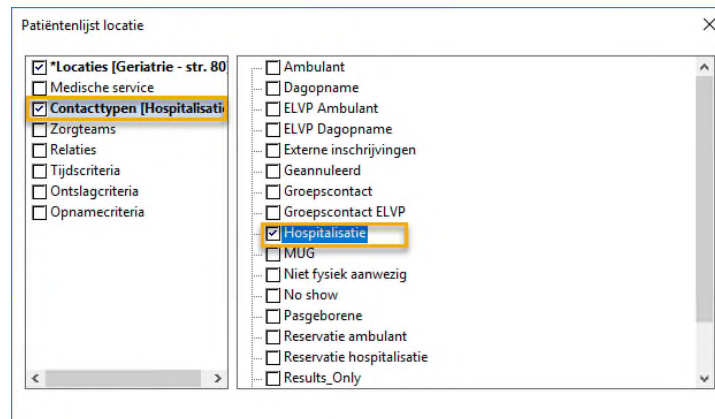 Patiëntenlijst locatie
*Locaties [Geriatrie - str. 80
Medische service
Contacttypen [Hospitalisati
Zorgteams
Relaties
Tijdscriteria
Ontslagcriteria
Opnamecriteria
Ambulant
Dagopname
ELVP Ambulant
ELVP Dagopname
Externe inschrijvingen
Geannuleerd
Groepscontact
Groepscontact ELVP
Hospitalisatie
MUG
Niet fysiek aanwezig
No show
Pasgeborene
Reservatie ambulant
Reservatie hospitalisatie
Results_Only